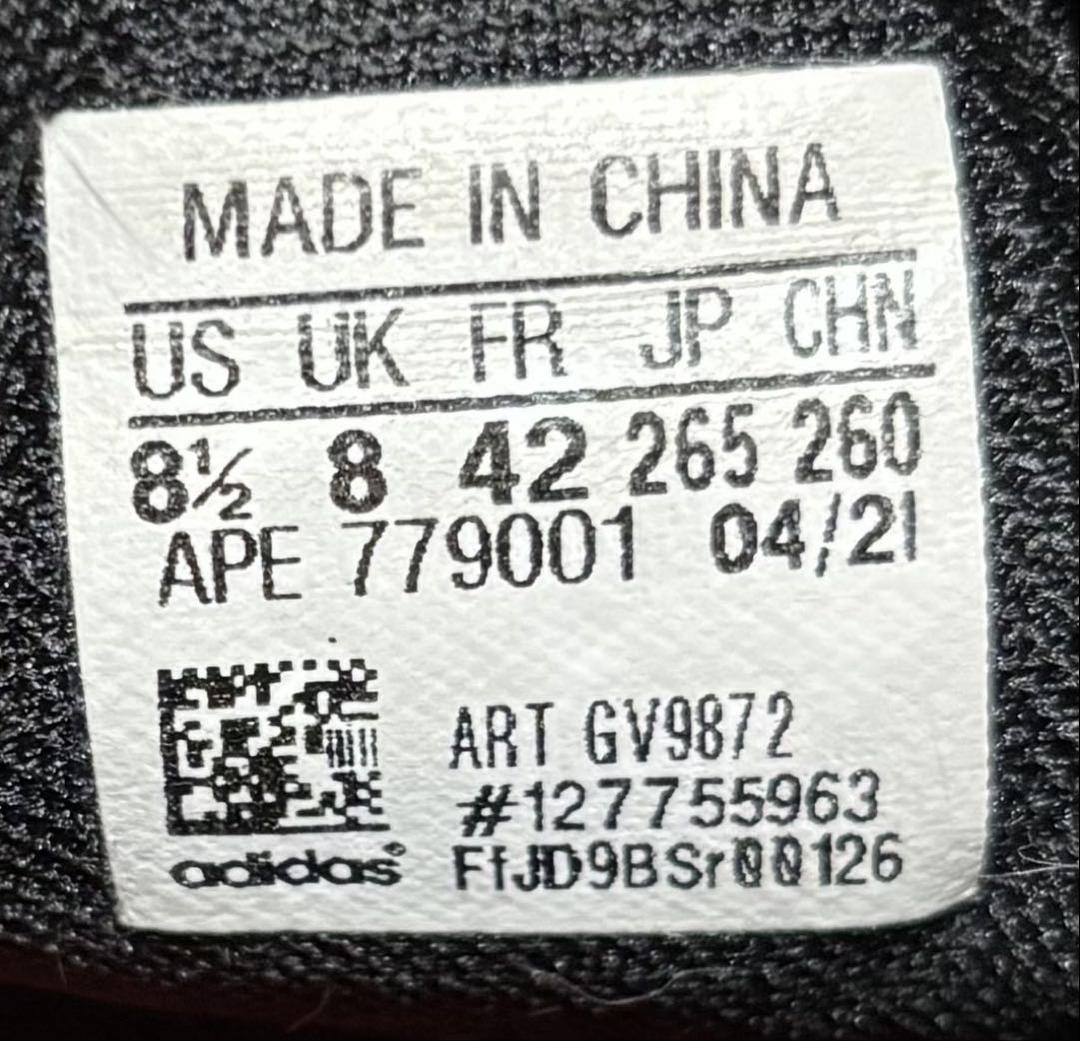 MADE IN CHINA
US UK FR JP CHN
8½ 8 42 265 260
APE 779001 04/21
ART GV9872
#127755963
adidas® FfJD9BSr00126